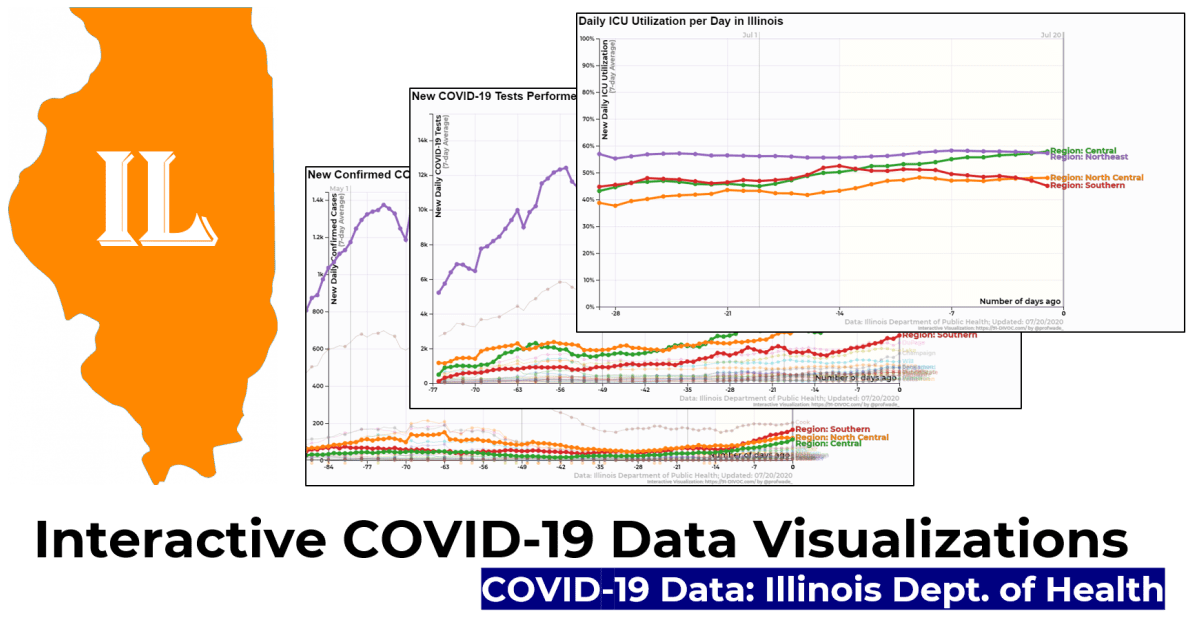 IL
Daily ICU Utilization per Day in Illinois
Jul 1
Jul 20
100%
90%
80%
70%
60%
50%
40%
30%
20%
10%
0%
New Daily ICU Utilization
(7-day Average)
Region: Central
Region: Northeast
Region: North Central
Region: Southern
Number of days ago
-28
-21
-14
-7
0
Data: Illinois Department of Public Health; Updated: 07/20/2020
Interactive Visualization: https://91-DIVOC.com/ by @profwade_
New COVID-19 Tests Performe
New Daily COVID-19 Tests
(7-day Average)
14k
12k
10k
8k
6k
4k
2k
0
Region: Southern
Number of days ago
-77
-70
-63
-56
-49
-42
-35
-28
-21
-14
-7
0
Data: Illinois Department of Public Health; Updated: 07/20/2020
Interactive Visualization: https://91-DIVOC.com/ by @profwade_
New Confirmed CO
May 1
New Daily Confirmed Cases
(7-day Average)
1.4k
1.2k
1k
800
600
400
200
0
Region: Southern
Region: North Central
Region: Central
Number of days ago
-84
-77
-70
-63
-56
-49
-42
-35
-28
-21
-14
-7
0
Data: Illinois Department of Public Health; Updated: 07/20/2020
Interactive Visualization: https://91-DIVOC.com/ by @profwade_
Interactive COVID-19 Data Visualizations
COVID-19 Data: Illinois Dept. of Health